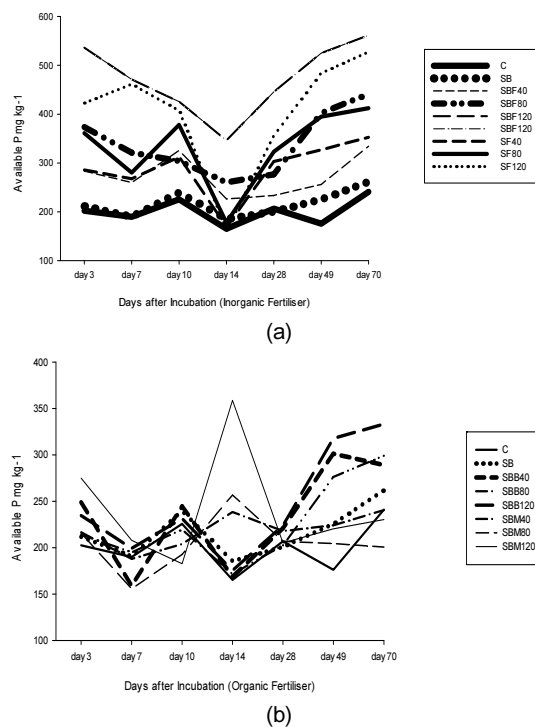 (a)
600
500
400
300
200
100
Available P mg kg-1
day 3 day 7 day 10 day 14 day 28 day 49 day 70
Days after Incubation (Inorganic Fertiliser)
C
SB
SBF40
SBF80
SBF120
SBF120
SF40
SF80
SF120
(a)
(b)
400
350
300
250
200
150
100
Available P mg kg-1
day 3 day 7 day 10 day 14 day 28 day 49 day 70
Days after Incubation (Organic Fertiliser)
C
SB
SBB40
SBB80
SBB120
SBM40
SBM80
SBM120
(b)